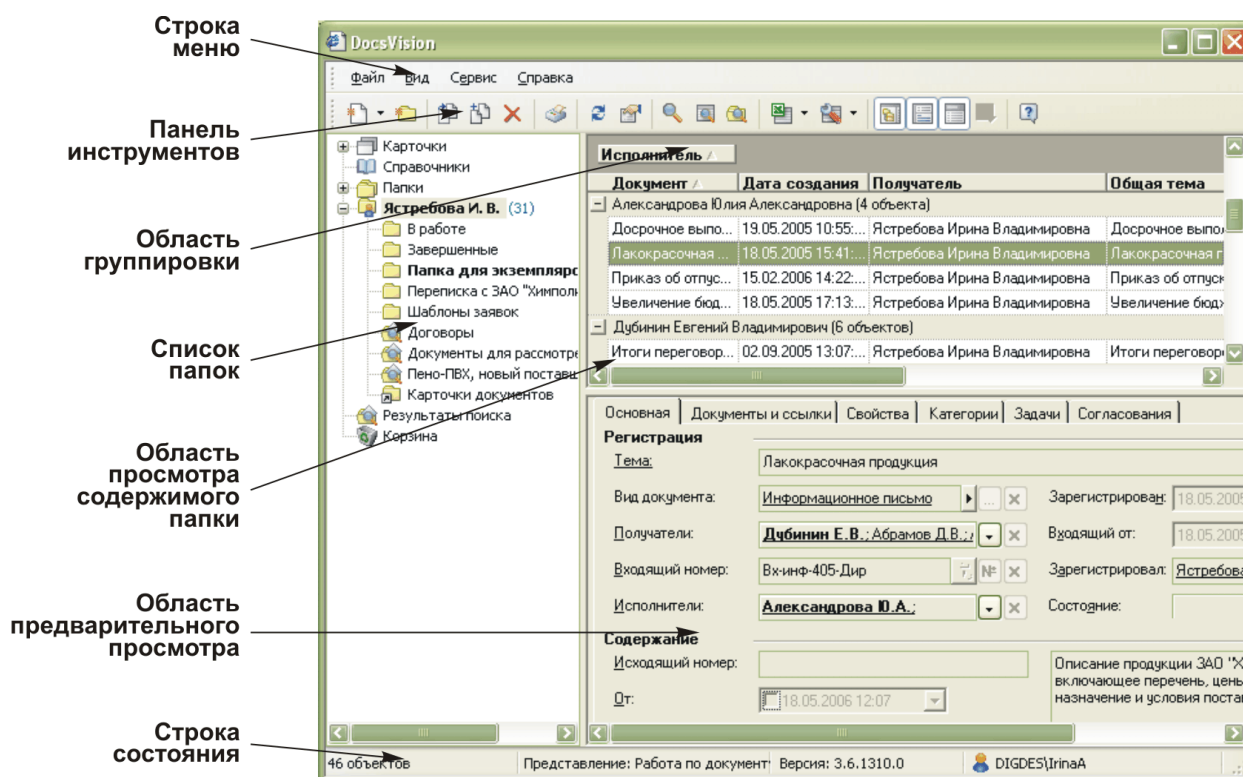 Строка
меню
Панель
инструментов
Область
группировки
Список
папок
Область
просмотра
содержимого
папки
Область
предварительного
просмотра
Строка
состояния
DocsVision
Файл Вид Сервис Справка
Карточки
Справочники
Папки
Ястребова И. В. (31)
В работе
Завершенные
Папка для экземпляро
Переписка с ЗАО "Химполи
Шаблоны заявок
Договоры
Документы для рассмотре
Пено-ПВХ, новый поставщ
Карточки документов
Результаты поиска
Корзина
Исполнитель
Документ Дата создания Получатель Общая тема
Александрова Юлия Александровна (4 объекта)
Досрочное выпо... 19.05.2005 10:55:... Ястребова Ирина Владимировна Досрочное выпол
Лакокрасочная ... 18.05.2005 15:41:... Ястребова Ирина Владимировна Лакокрасочная п
Приказ об отпус... 15.02.2006 14:22:... Ястребова Ирина Владимировна Приказ об отпуск
Увеличение бюд... 18.05.2005 17:13:... Ястребова Ирина Владимировна Увеличение бюдж
Дубинин Евгений Владимирович (6 объектов)
Итоги переговор... 02.09.2005 13:07:... Ястребова Ирина Владимировна Итоги переговоро
Основная Документы и ссылки Свойства Категории Задачи Согласования
Регистрация
Тема: Лакокрасочная продукция
Вид документа: Информационное письмо ... Зарегистрирован: 18.05.2005
Получатели: Дубинин Е.В.; Абрамов Д.В.; Входящий от: 18.05.2005
Входящий номер: Вх-инф-405-Дир № Зарегистрировал: Ястребова
Исполнители: Александрова Ю.А.; Состояние:
Содержание
Исходящий номер: Описание продукции ЗАО "Х
включающее перечень, цены
От: 18.05.2006 12:07 назначение и условия поста
46 объектов Представление: Работа по документ Версия: 3.6.1310.0 DIGDES\IrinaA